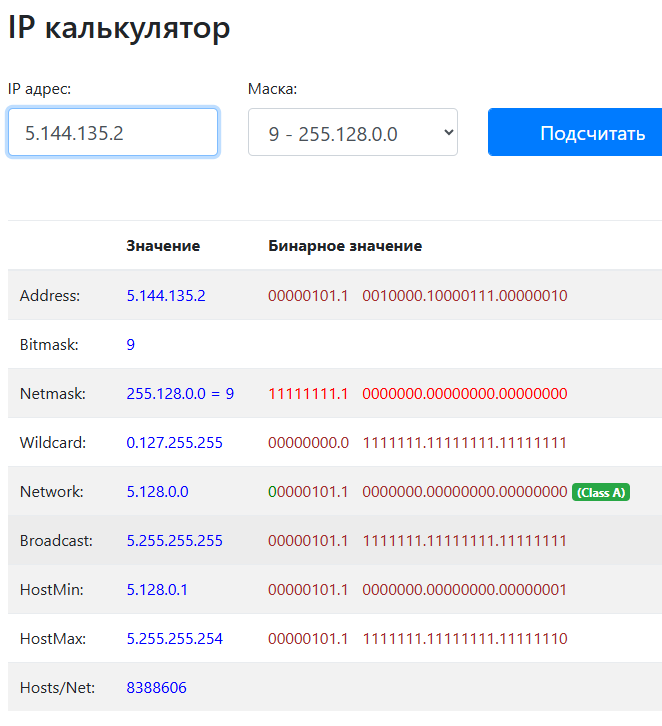 IP калькулятор
IP адрес: Маска:
5.144.135.2 9 - 255.128.0.0 Подсчитать
Значение Бинарное значение
Address: 5.144.135.2 00000101.1 0010000.10000111.00000010
Bitmask: 9
Netmask: 255.128.0.0 = 9 11111111.1 0000000.00000000.00000000
Wildcard: 0.127.255.255 00000000.0 1111111.11111111.11111111
Network: 5.128.0.0 00000101.1 0000000.00000000.00000000 (Class A)
Broadcast: 5.255.255.255 00000101.1 1111111.11111111.11111111
HostMin: 5.128.0.1 00000101.1 0000000.00000000.00000001
HostMax: 5.255.255.254 00000101.1 1111111.11111111.11111110
Hosts/Net: 8388606